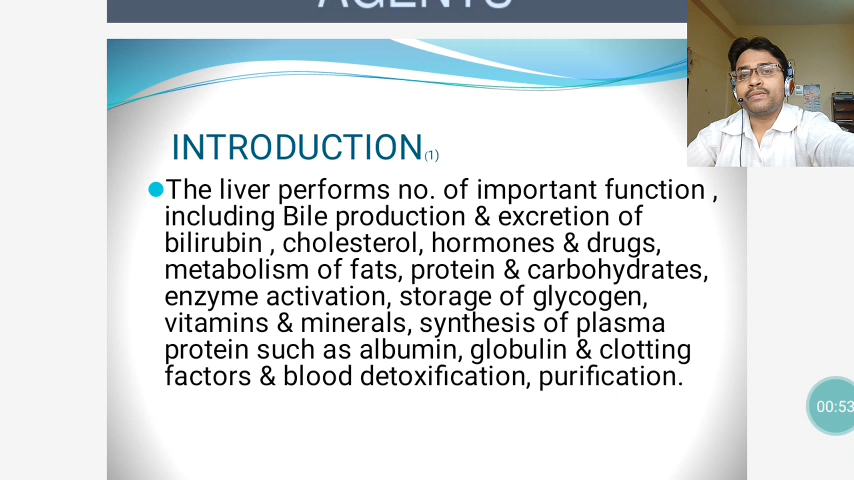 AGENTS
INTRODUCTION(1)
The liver performs no. of important function ,
including Bile production & excretion of
bilirubin , cholesterol, hormones & drugs,
metabolism of fats, protein & carbohydrates,
enzyme activation, storage of glycogen,
vitamins & minerals, synthesis of plasma
protein such as albumin, globulin & clotting
factors & blood detoxification, purification.
00:53